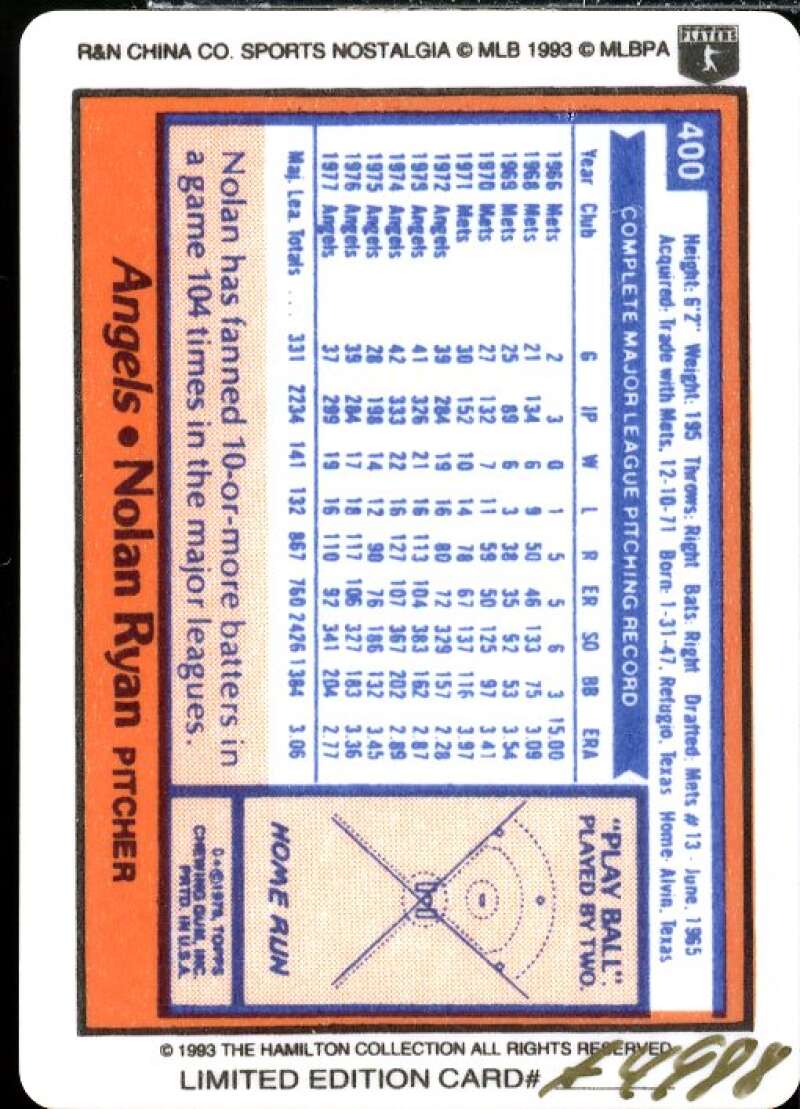 R&N CHINA CO. SPORTS NOSTALGIA © MLB 1993 © MLBPA
PLAYERS
400
Height: 6'2" Weight: 195 Throws: Right Bats: Right Drafted: Mets #13 - June, 1965
Acquired: Trade with Mets, 12-10-71 Born: 1-31-47, Refugio, Texas Home: Alvin, Texas
COMPLETE MAJOR LEAGUE PITCHING RECORD
Year Club G IP W L R ER SO BB ERA
1966 Mets 2 3 0 1 5 5 6 3 15.00
1968 Mets 21 134 6 9 50 46 133 75 3.09
1969 Mets 25 89 6 3 38 35 92 53 3.54
1970 Mets 27 132 7 11 59 50 125 97 3.41
1971 Mets 30 152 10 14 78 67 137 116 3.97
1972 Angels 39 284 19 16 80 72 329 157 2.28
1973 Angels 41 326 21 16 113 104 383 162 2.87
1974 Angels 42 333 22 16 127 107 367 202 2.89
1975 Angels 28 198 14 12 90 76 186 132 3.45
1976 Angels 39 284 17 18 117 106 327 183 3.36
1977 Angels 37 299 19 16 110 92 341 204 2.77
Maj. Lea. Totals .... 331 2234 141 132 867 760 2426 1384 3.06
Nolan has fanned 10-or-more batters in
a game 104 times in the major leagues.
"PLAY BALL"
PLAYED BY TWO.
HOME RUN
D★©1978, TOPPS
CHEWING GUM, INC.
PRTD. IN U.S.A.
Angels • Nolan Ryan PITCHER
© 1993 THE HAMILTON COLLECTION ALL RIGHTS RESERVED
LIMITED EDITION CARD#